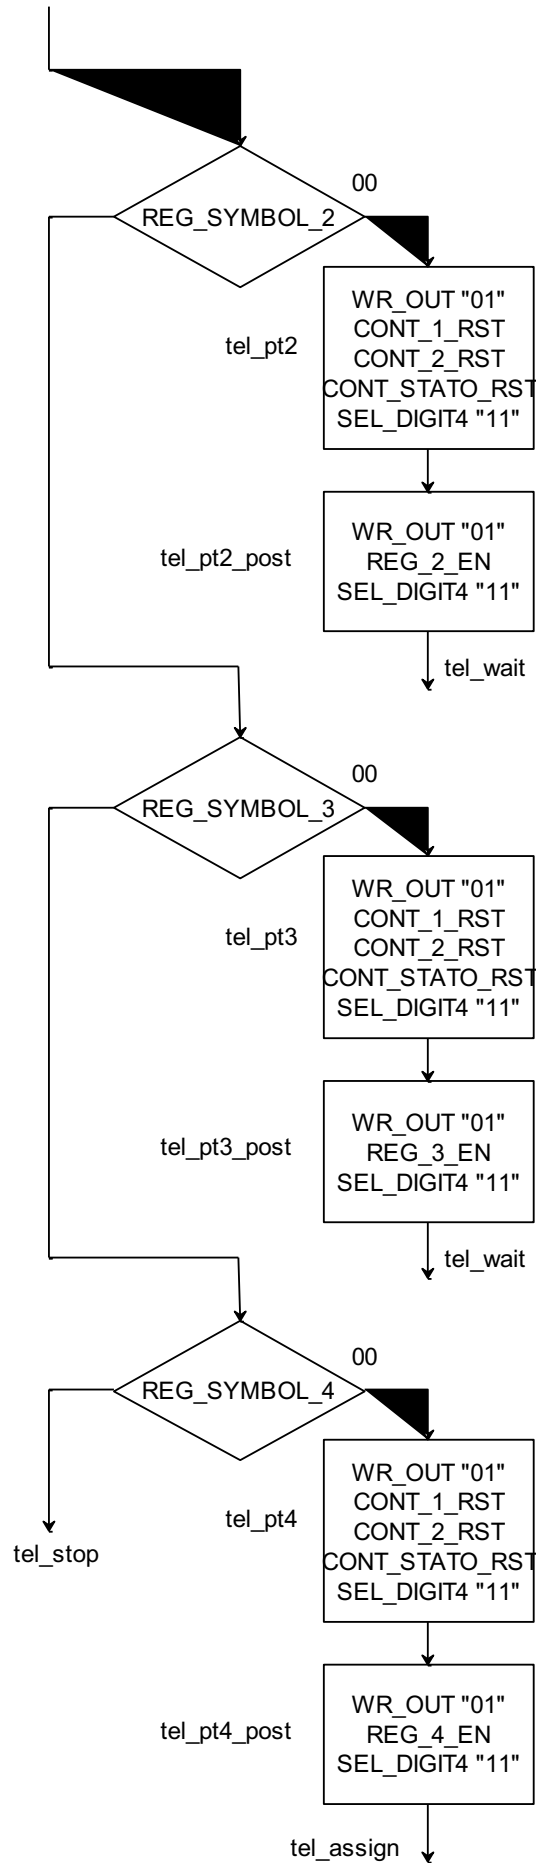 00
REG_SYMBOL_2
WR_OUT "01"
CONT_1_RST
tel_pt2
CONT_2_RST
CONT_STATO_RST
SEL_DIGIT4 "11"
WR_OUT "01"
tel_pt2_post
REG_2_EN
SEL_DIGIT4 "11"
tel_wait
00
REG_SYMBOL_3
WR_OUT "01"
CONT_1_RST
tel_pt3
CONT_2_RST
CONT_STATO_RST
SEL_DIGIT4 "11"
WR_OUT "01"
tel_pt3_post
REG_3_EN
SEL_DIGIT4 "11"
tel_wait
00
REG_SYMBOL_4
WR_OUT "01"
CONT_1_RST
tel_pt4
CONT_2_RST
CONT_STATO_RST
tel_stop
SEL_DIGIT4 "11"
WR_OUT "01"
tel_pt4_post
REG_4_EN
SEL_DIGIT4 "11"
tel_assign